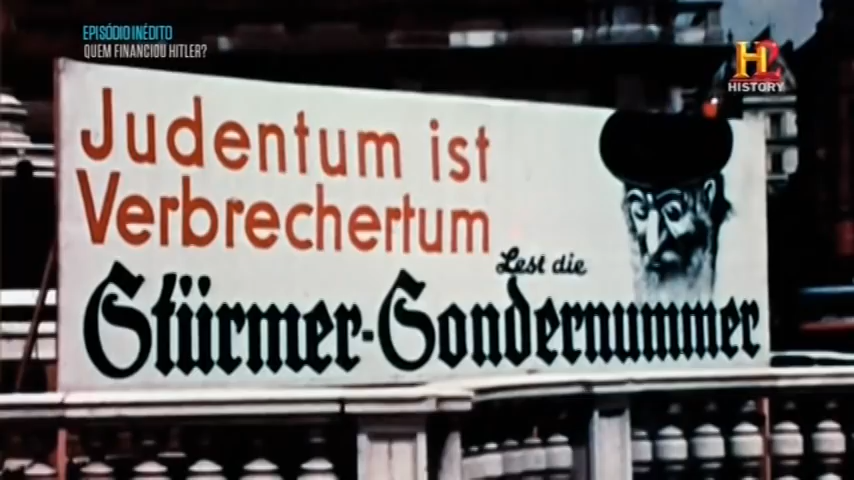 EPISÓDIO INÉDITO
QUEM FINANCIOU HITLER?
H2
HISTORY
Judentum ist
Verbrechertum
Lest die
Stürmer-Sondernummer